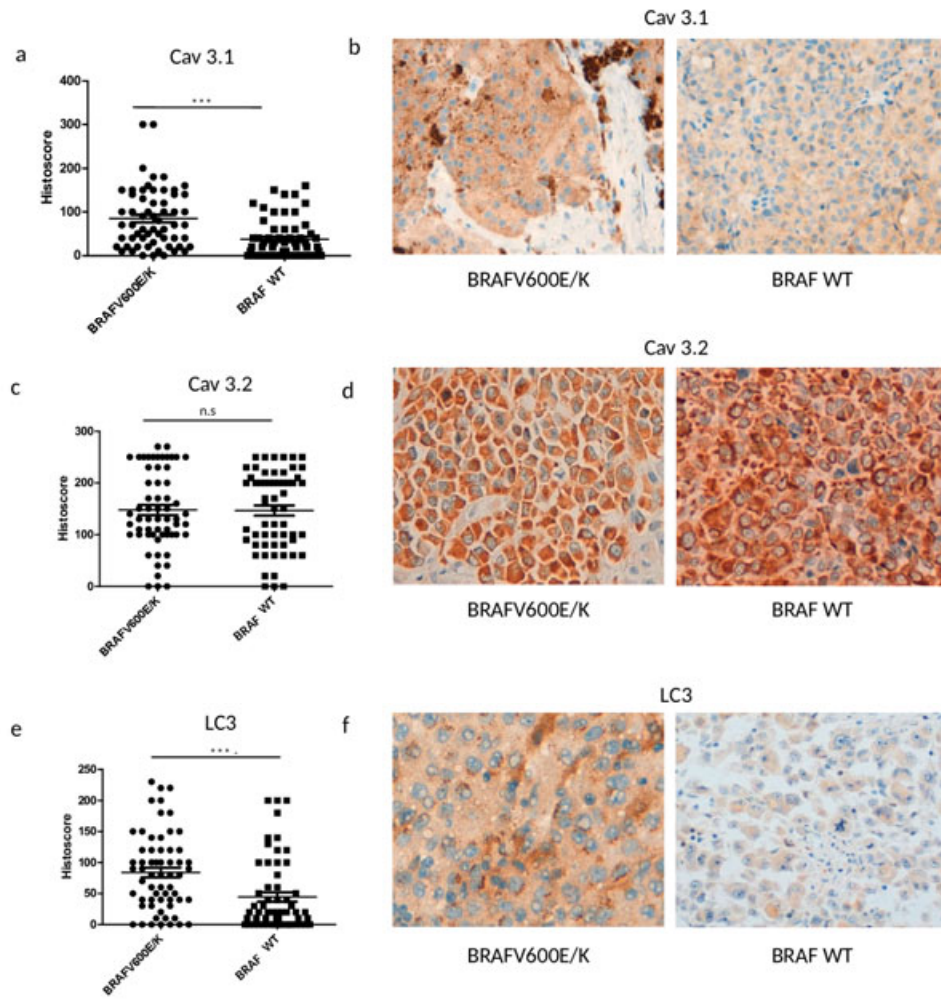 a
Cav 3.1
400
300
200
100
0
Histoscore
***
BRAFV600E/K
BRAF WT
b
Cav 3.1
BRAFV600E/K
BRAF WT
c
Cav 3.2
n.s
300
200
100
0
Histoscore
BRAFV600E/K
BRAF WT
d
Cav 3.2
BRAFV600E/K
BRAF WT
e
LC3
*** .
250
200
150
100
50
0
Histoscore
BRAFV600E/K
BRAF WT
f
LC3
BRAFV600E/K
BRAF WT